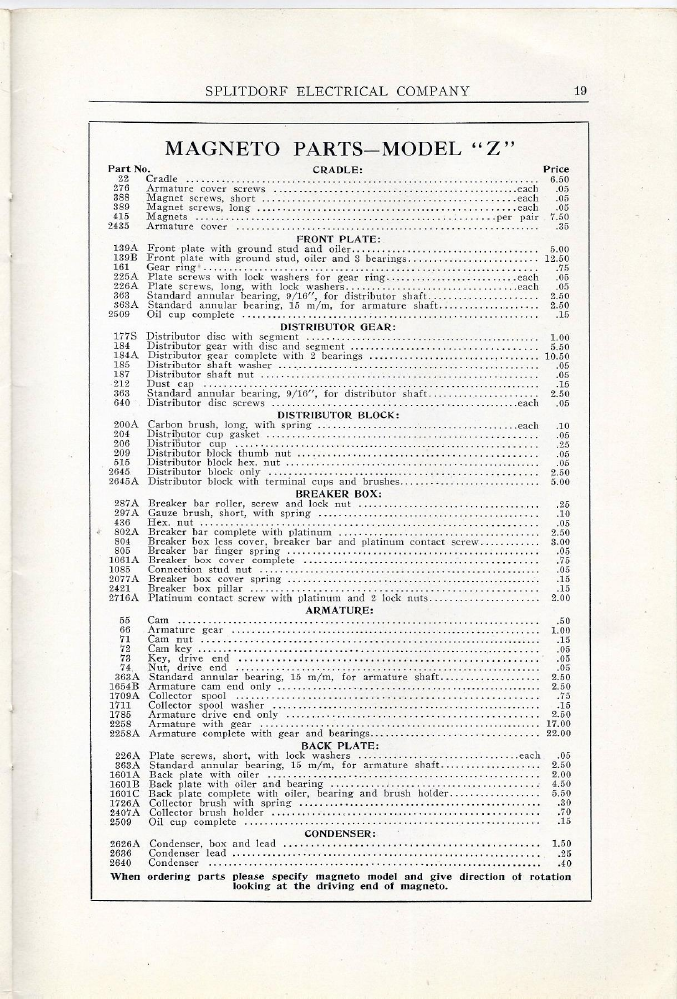 SPLITDORF ELECTRICAL COMPANY 19
MAGNETO PARTS—MODEL "Z"
Part No. CRADLE: Price
22 Cradle 6.50
276 Armature cover screws each .05
388 Magnet screws, short each .05
389 Magnet screws, long each .05
415 Magnets per pair 7.50
2435 Armature cover .35
FRONT PLATE:
139A Front plate with ground stud and oiler 5.00
139B Front plate with ground stud, oiler and 3 bearings 12.50
161 Gear ring .75
225A Plate screws with lock washers for gear ring each .05
226A Plate screws, long, with lock washers each .05
363 Standard annular bearing, 9/16", for distributor shaft 2.50
363A Standard annular bearing, 15 m/m, for armature shaft 2.50
2509 Oil cup complete .15
DISTRIBUTOR GEAR:
177S Distributor disc with segment 1.00
184 Distributor gear with disc and segment 5.50
184A Distributor gear complete with 2 bearings 10.50
185 Distributor shaft washer .05
187 Distributor shaft nut .05
212 Dust cap .15
363 Standard annular bearing, 9/16", for distributor shaft 2.50
640 Distributor disc screws each .05
DISTRIBUTOR BLOCK:
200A Carbon brush, long, with spring each .10
204 Distributor cup gasket .05
206 Distributor cup .25
209 Distributor block thumb nut .05
515 Distributor block hex. nut .05
2645 Distributor block only 2.50
2645A Distributor block with terminal cups and brushes 5.00
BREAKER BOX:
287A Breaker bar roller, screw and lock nut .25
297A Gauze brush, short, with spring .10
436 Hex. nut .05
802A Breaker bar complete with platinum 2.50
804 Breaker box less cover, breaker bar and platinum contact screw 3.00
805 Breaker bar finger spring .05
1061A Breaker box cover complete .75
1085 Connection stud nut .05
2077A Breaker box cover spring .15
2421 Breaker box pillar .15
2716A Platinum contact screw with platinum and 2 lock nuts 2.00
ARMATURE:
55 Cam .50
66 Armature gear 1.00
71 Cam nut .15
72 Cam key .05
73 Key, drive end .05
74 Nut, drive end .05
363A Standard annular bearing, 15 m/m, for armature shaft 2.50
1654B Armature cam end only 2.50
1709A Collector spool .75
1711 Collector spool washer .15
1785 Armature drive end only 2.50
2258 Armature with gear 17.00
2258A Armature complete with gear and bearings 22.00
BACK PLATE:
226A Plate screws, short, with lock washers each .05
363A Standard annular bearing, 15 m/m, for armature shaft 2.50
1601A Back plate with oiler 2.00
1601B Back plate with oiler and bearing 4.50
1601C Back plate complete with oiler, bearing and brush holder 5.50
1726A Collector brush with spring .30
2407A Collector brush holder .70
2509 Oil cup complete .15
CONDENSER:
2626A Condenser, box and lead 1.50
2636 Condenser lead .25
2640 Condenser .40
When ordering parts please specify magneto model and give direction of rotation
looking at the driving end of magneto.